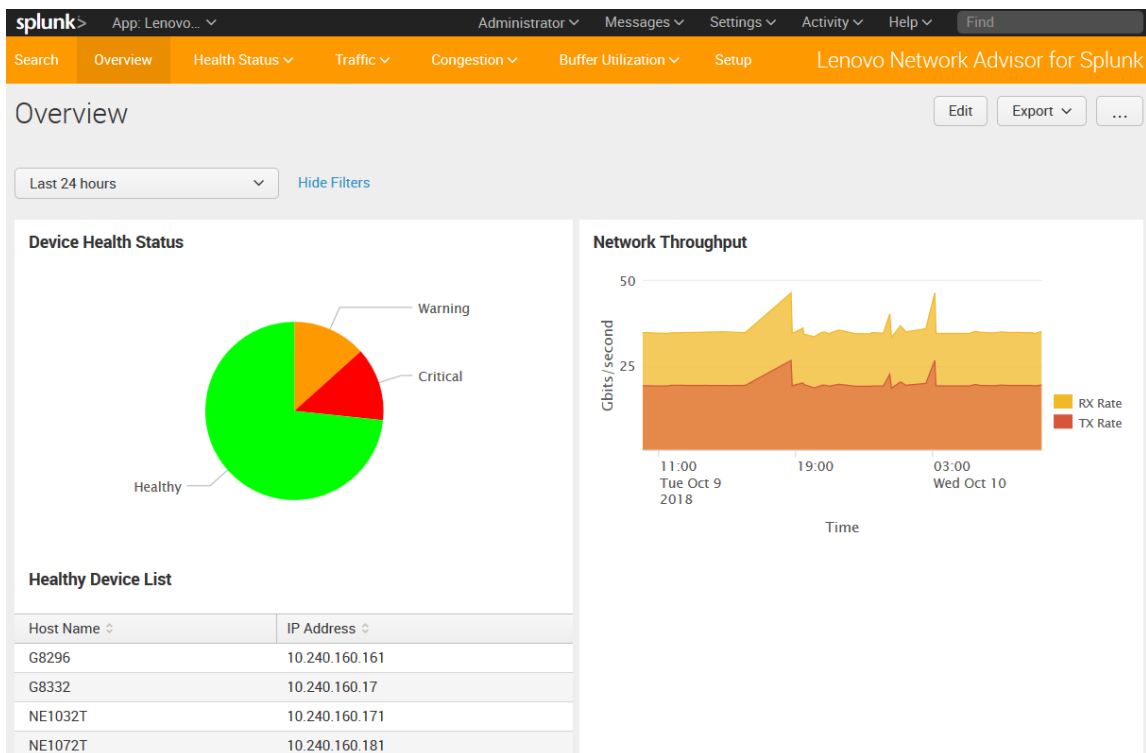 splunk> App: Lenovo... Administrator Messages Settings Activity Help Find
Search Overview Health Status Traffic Congestion Buffer Utilization Setup Lenovo Network Advisor for Splunk
Overview
Edit Export ...
Last 24 hours Hide Filters
Device Health Status
Warning
Critical
Healthy
Healthy Device List
Host Name IP Address
G8296 10.240.160.161
G8332 10.240.160.17
NE1032T 10.240.160.171
NE1072T 10.240.160.181
Network Throughput
50
25
Gbits/second
RX Rate
TX Rate
11:00 19:00 03:00
Tue Oct 9 Wed Oct 10
2018
Time